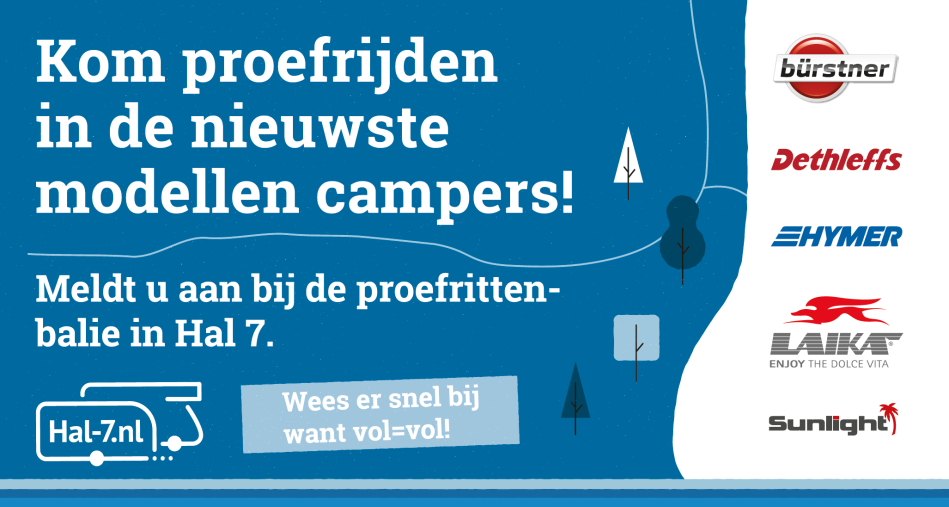 Kom proefrijden
in de nieuwste
modellen campers!
Meldt u aan bij de proefritten-
balie in Hal 7.
Hal-7.nl
Wees er snel bij
want vol=vol!
bürstner
Dethleffs
HYMER
LAIKA®
ENJOY THE DOLCE VITA
Sunlight